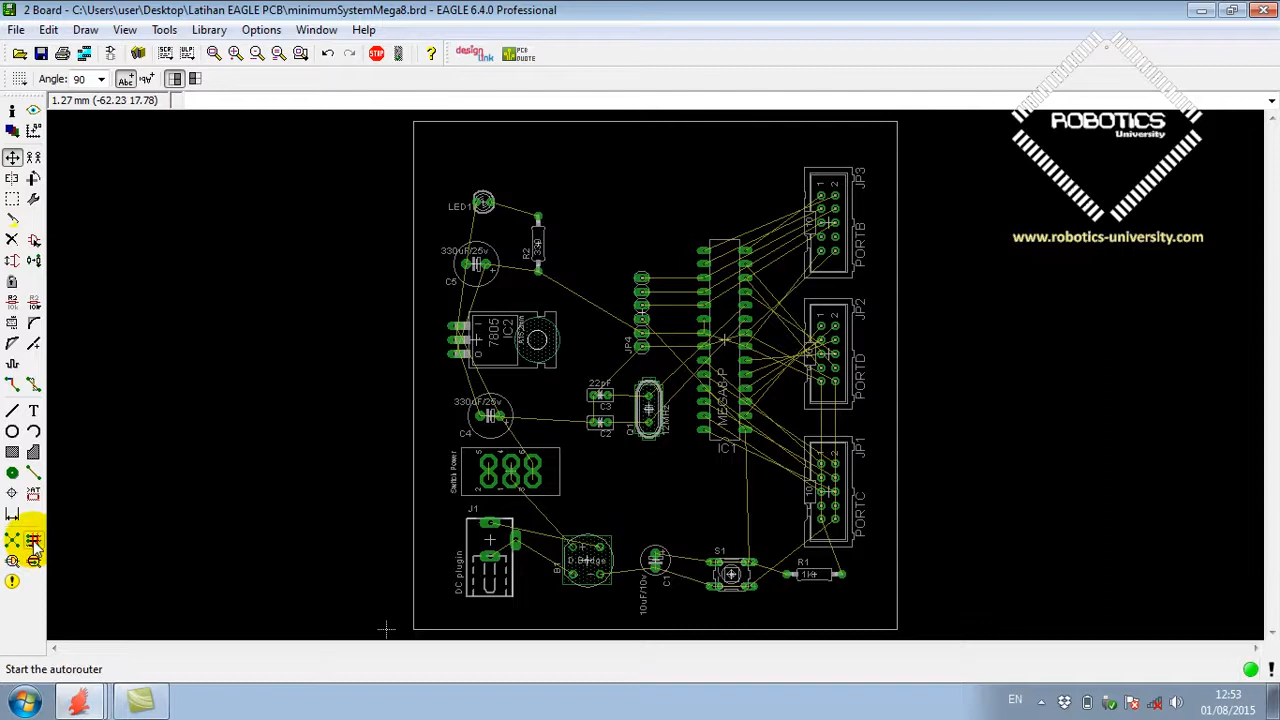 2 Board - C:\Users\user\Desktop\Latihan EAGLE PCB\minimumSystemMega8.brd - EAGLE 6.4.0 Professional
File Edit Draw View Tools Library Options Window Help
Angle: 90
1.27 mm (-62.23 17.78)
ROBOTICS
University
www.robotics-university.com
LED1
R2
330
330uF/25v
C5
7805
IC2
JP4
22pF
C3
C2
Q1
12MHz
330uF/25v
C4
Switch Power
MEGA8-P
IC1
JP3
PORTB
JP2
PORTD
JP1
PORTC
J1
DC plugin
B1
D.Bridge
10uF/10v
C1
S1
R1
1K
Start the autorouter
EN
12:53
01/08/2015